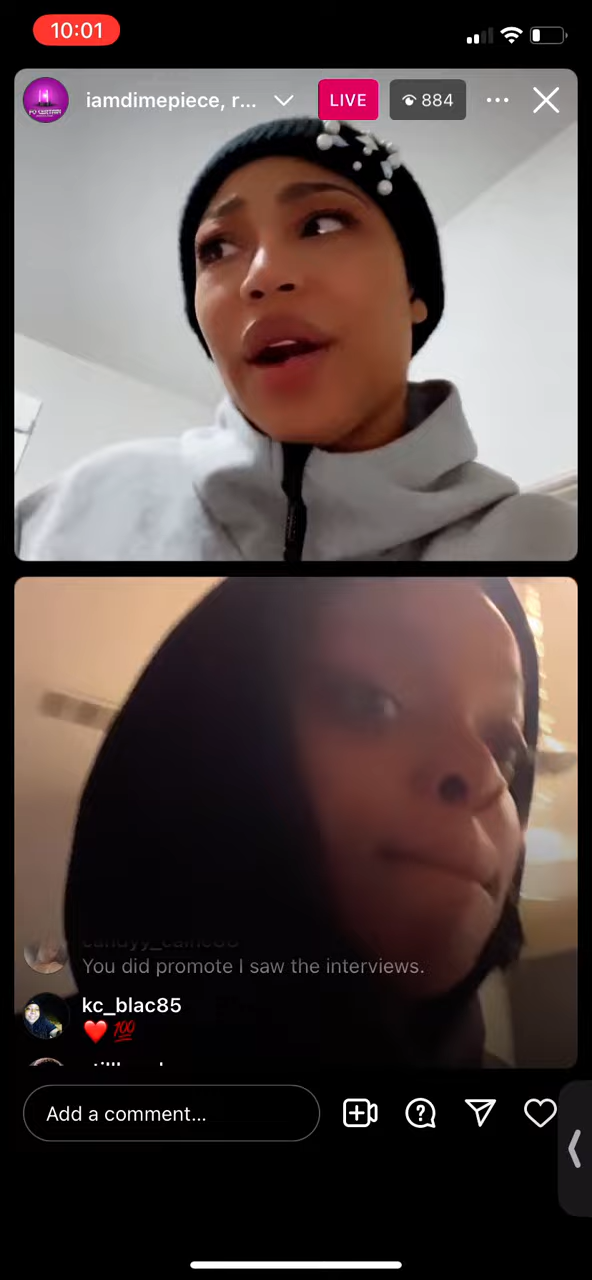 10:01
iamdimepiece, r...
LIVE
884
You did promote I saw the interviews.
kc_blac85
❤️ 💯
Add a comment...